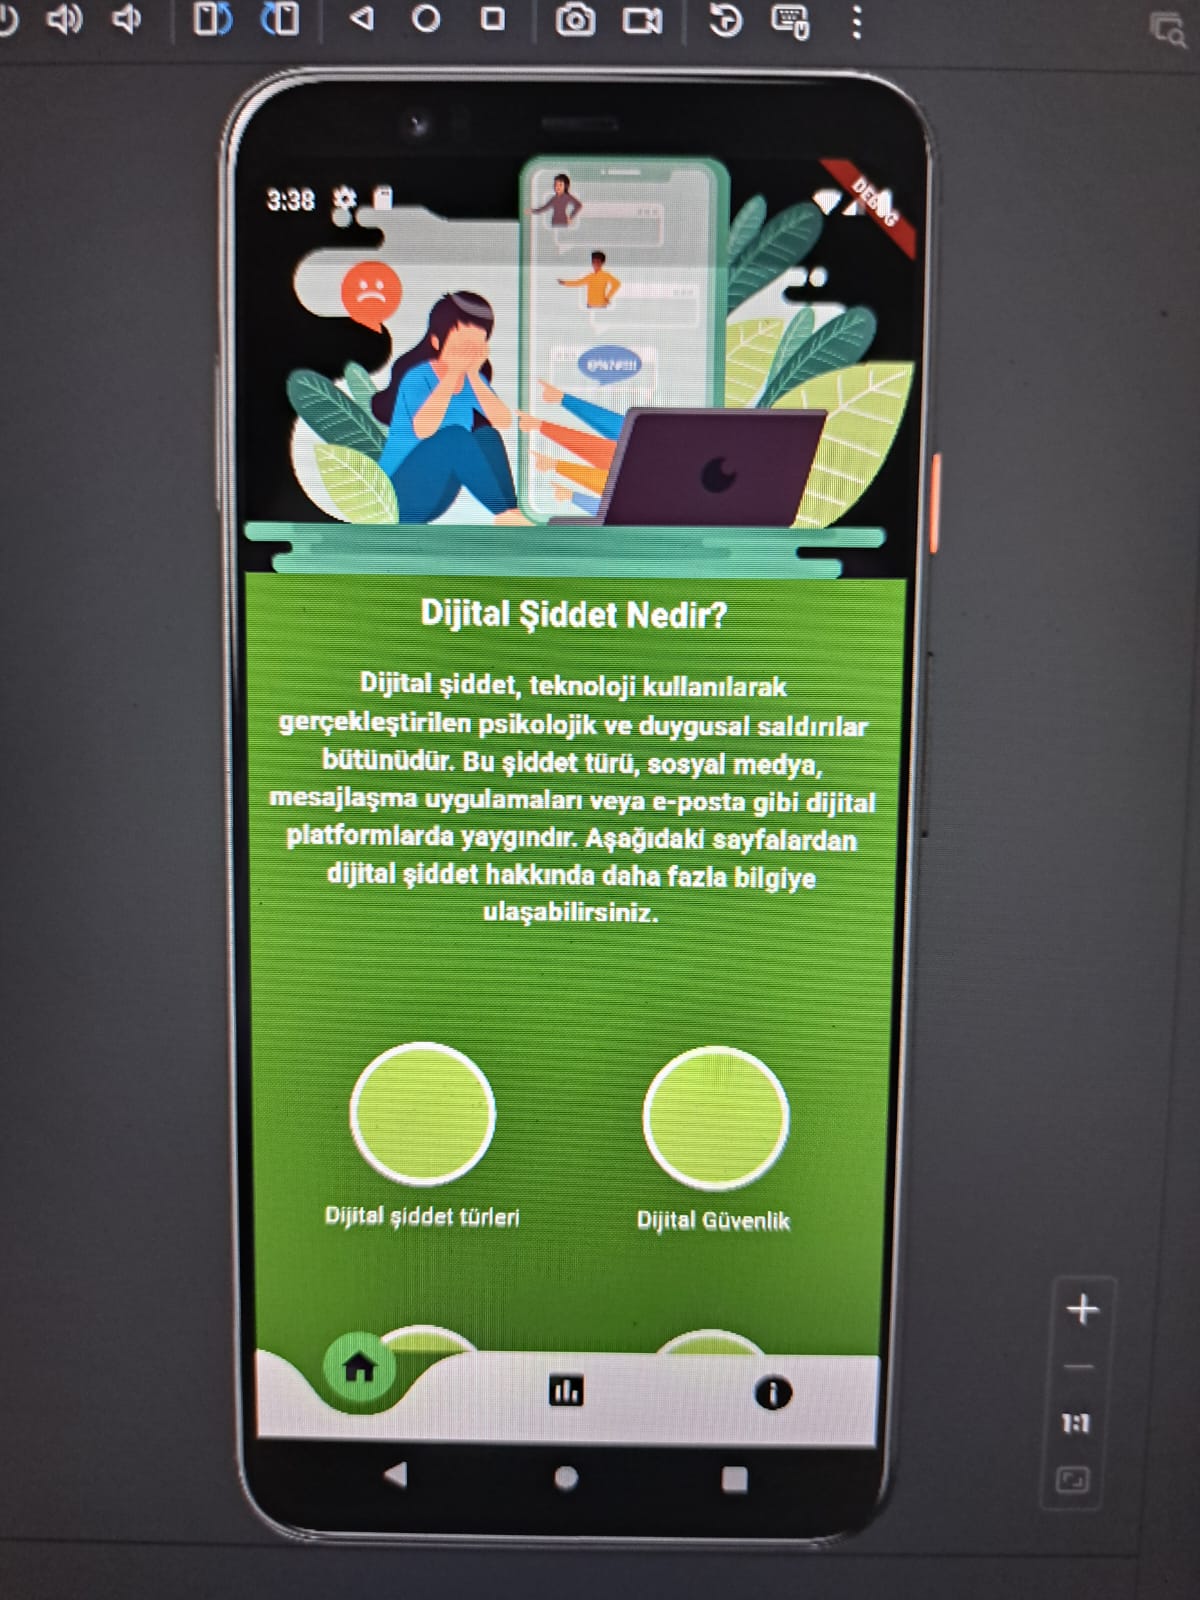 3:38
DEBUG
@%?#!!!
Dijital Şiddet Nedir?
Dijital şiddet, teknoloji kullanılarak
gerçekleştirilen psikolojik ve duygusal saldırılar
bütünüdür. Bu şiddet türü, sosyal medya,
mesajlaşma uygulamaları veya e-posta gibi dijital
platformlarda yaygındır. Aşağıdaki sayfalardan
dijital şiddet hakkında daha fazla bilgiye
ulaşabilirsiniz.
Dijital şiddet türleri
Dijital Güvenlik
1:1